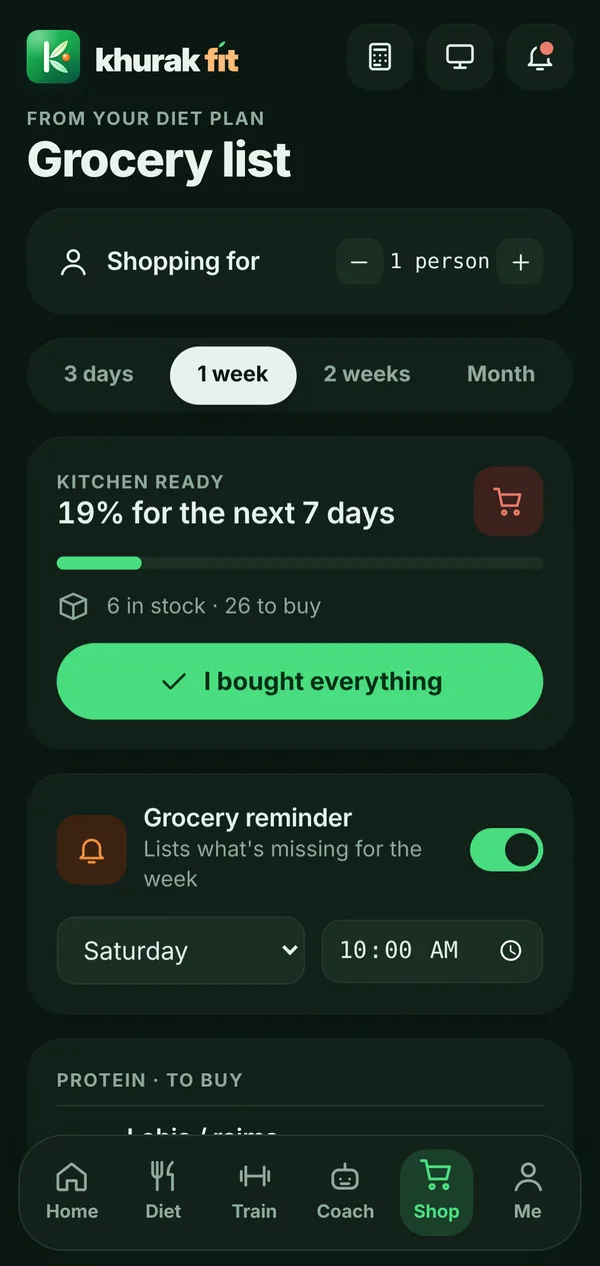 khurak fit
FROM YOUR DIET PLAN
Grocery list
Shopping for
− 1 person +
3 days 1 week 2 weeks Month
KITCHEN READY
19% for the next 7 days
6 in stock · 26 to buy
I bought everything
Grocery reminder
Lists what's missing for the
week
Saturday 10:00 AM
PROTEIN · TO BUY
Home Diet Train Coach Shop Me